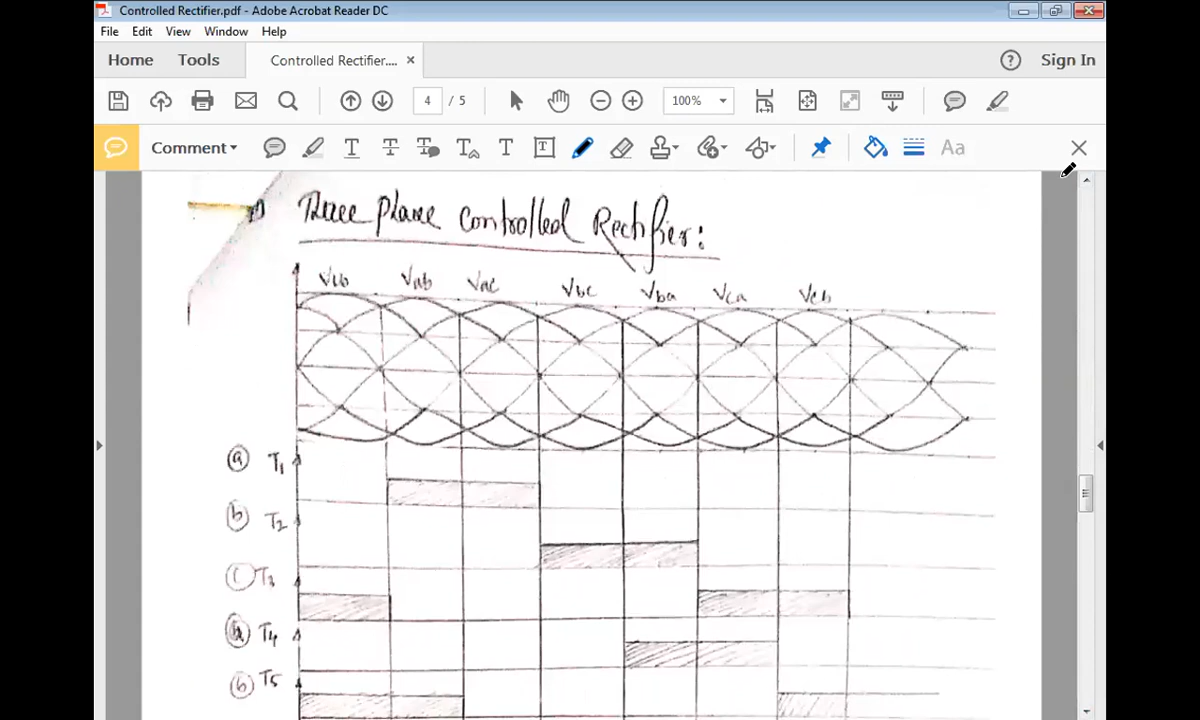 Controlled Rectifier.pdf - Adobe Acrobat Reader DC
File Edit View Window Help
Home Tools Controlled Rectifier.... × Sign In
4 / 5 100%
Comment Aa
Three Phase Controlled Rectifier:
Vcb Vab Vac Vbc Vba Vca Vcb
a T1
b T2
c T3
a T4
b T5